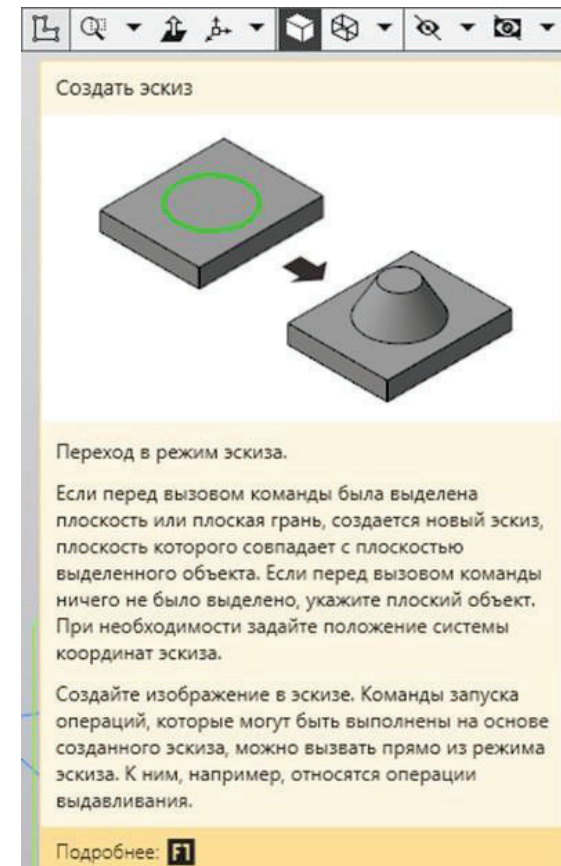 Создать эскиз
Переход в режим эскиза.
Если перед вызовом команды была выделена
плоскость или плоская грань, создается новый эскиз,
плоскость которого совпадает с плоскостью
выделенного объекта. Если перед вызовом команды
ничего не было выделено, укажите плоский объект.
При необходимости задайте положение системы
координат эскиза.
Создайте изображение в эскизе. Команды запуска
операций, которые могут быть выполнены на основе
созданного эскиза, можно вызвать прямо из режима
эскиза. К ним, например, относятся операции
выдавливания.
Подробнее: F1